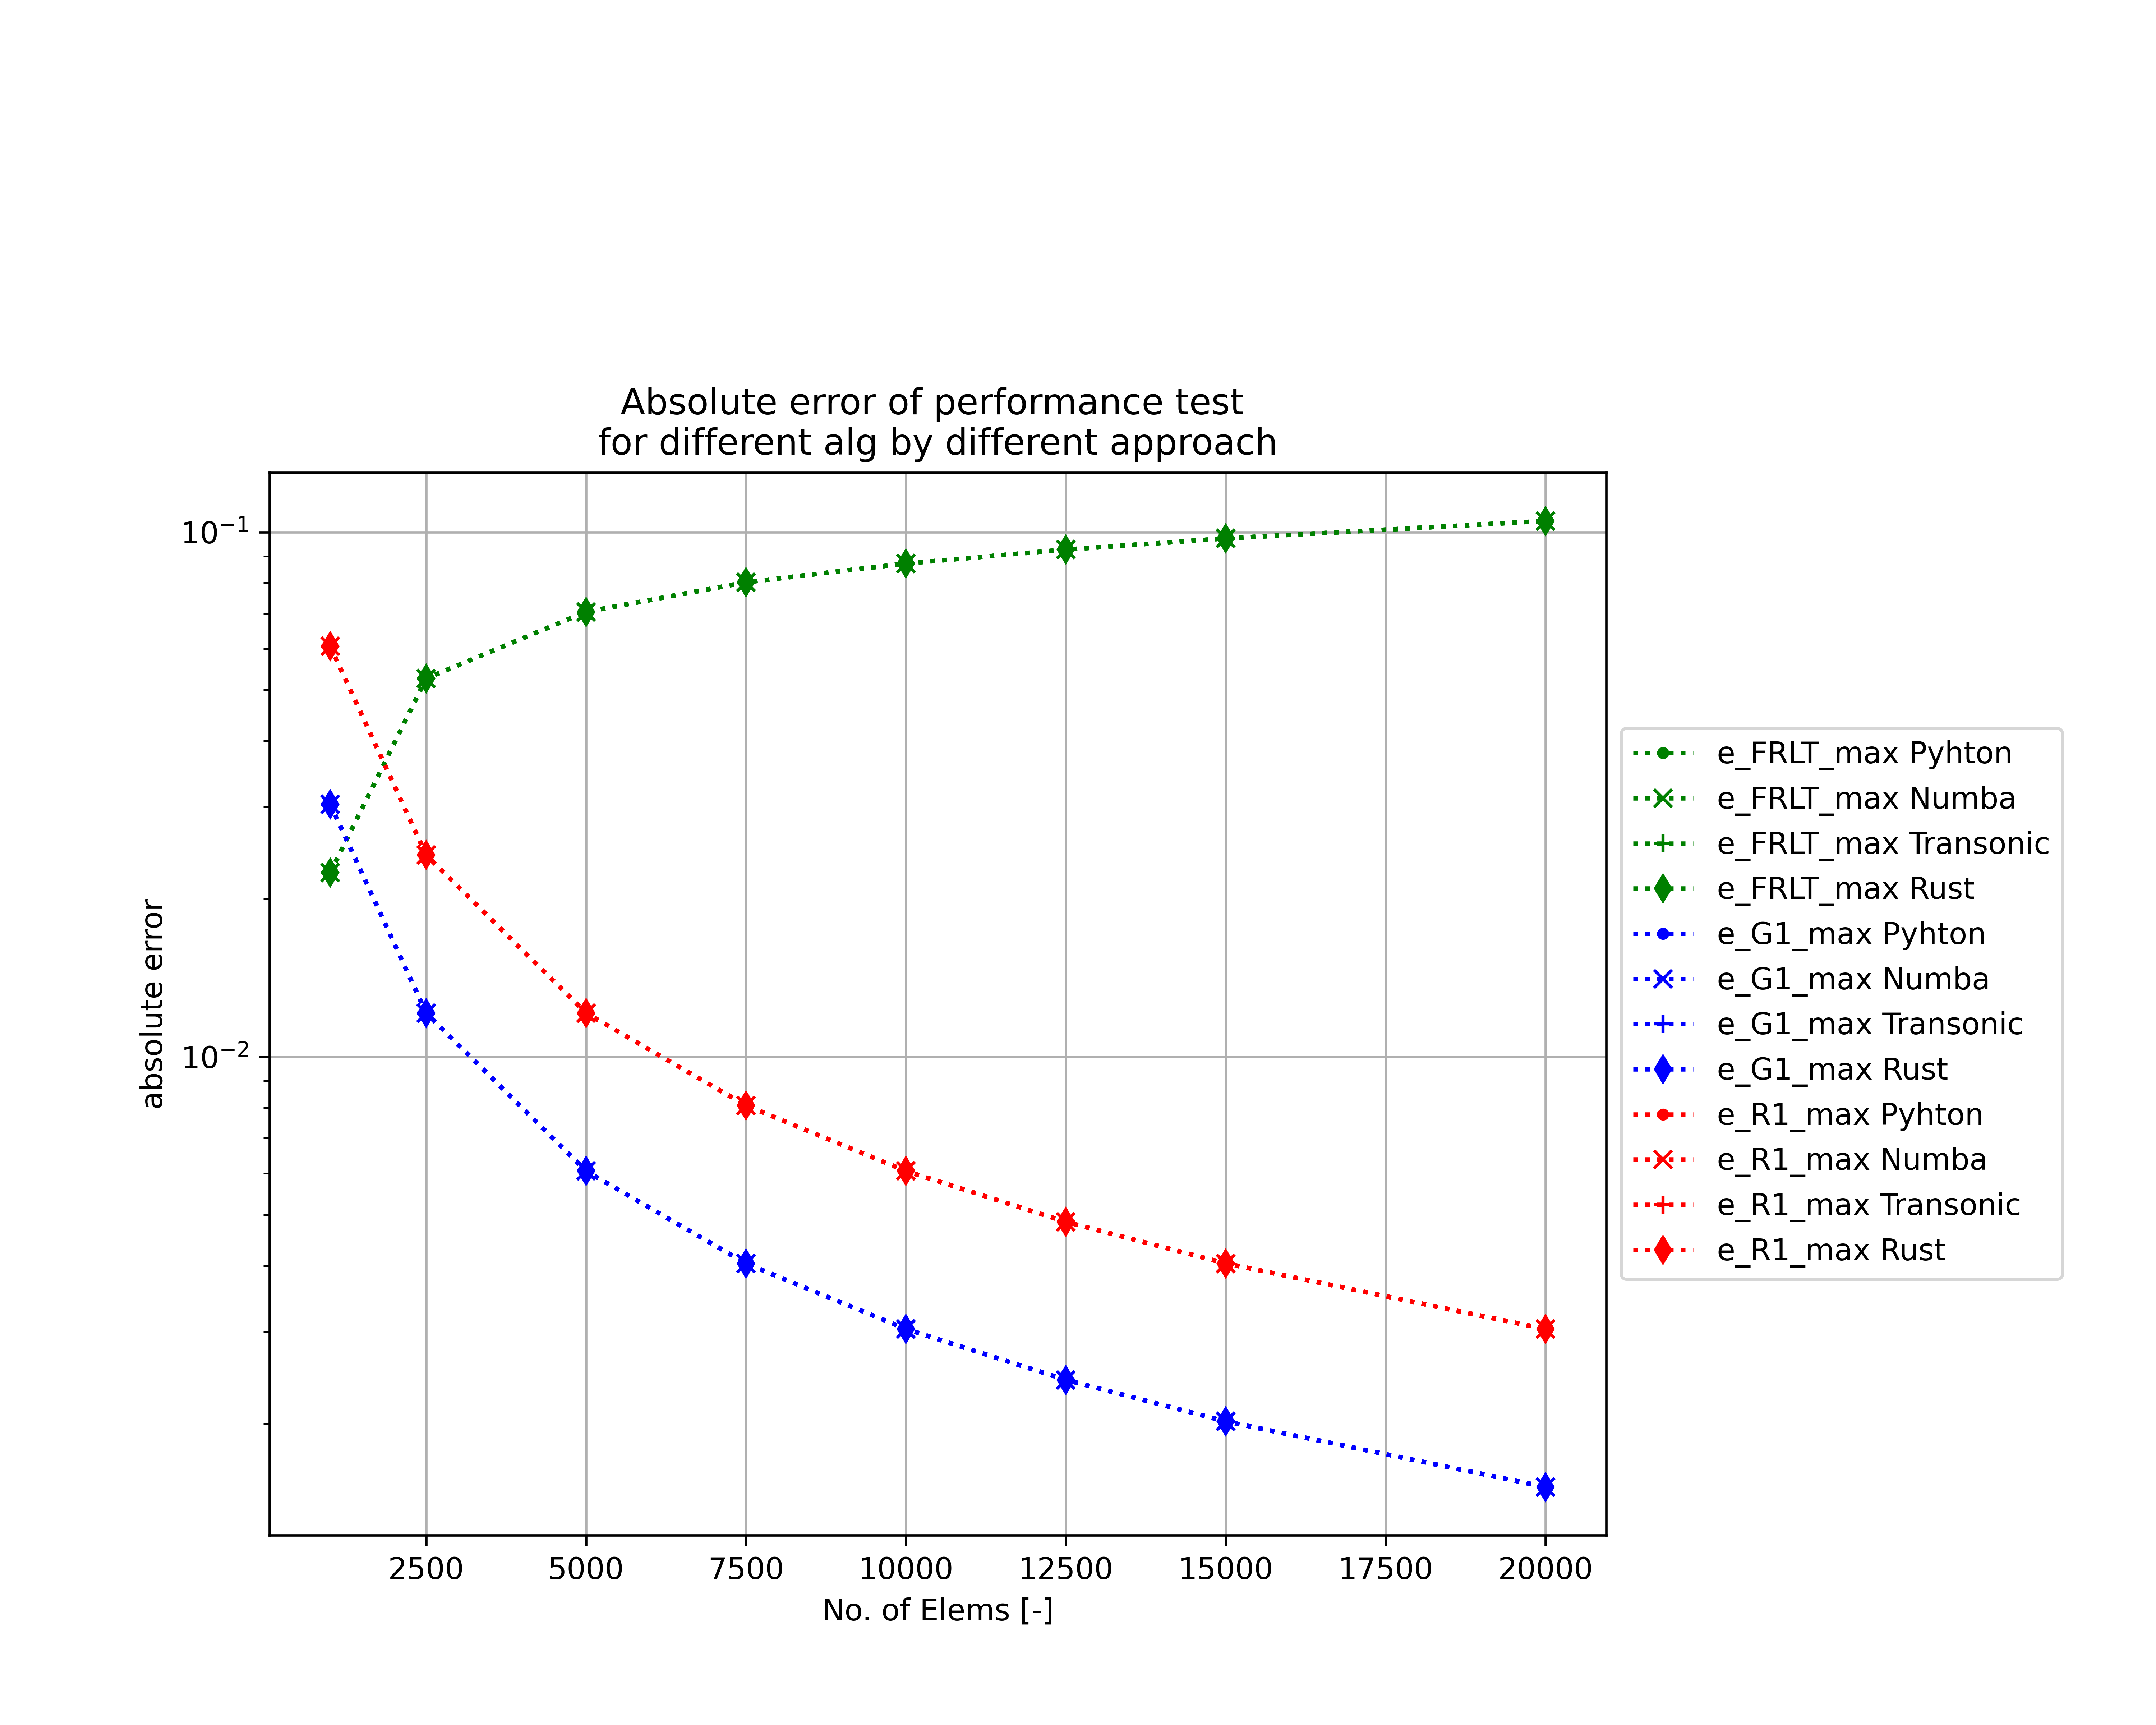 Absolute error of performance test
for different alg by different approach
absolute error
10⁻¹
10⁻²
2500 5000 7500 10000 12500 15000 17500 20000
No. of Elems [-]
e_FRLT_max Pyhton
e_FRLT_max Numba
e_FRLT_max Transonic
e_FRLT_max Rust
e_G1_max Pyhton
e_G1_max Numba
e_G1_max Transonic
e_G1_max Rust
e_R1_max Pyhton
e_R1_max Numba
e_R1_max Transonic
e_R1_max Rust